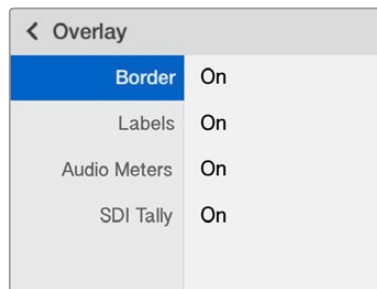 Overlay
Border On
Labels On
Audio Meters On
SDI Tally On